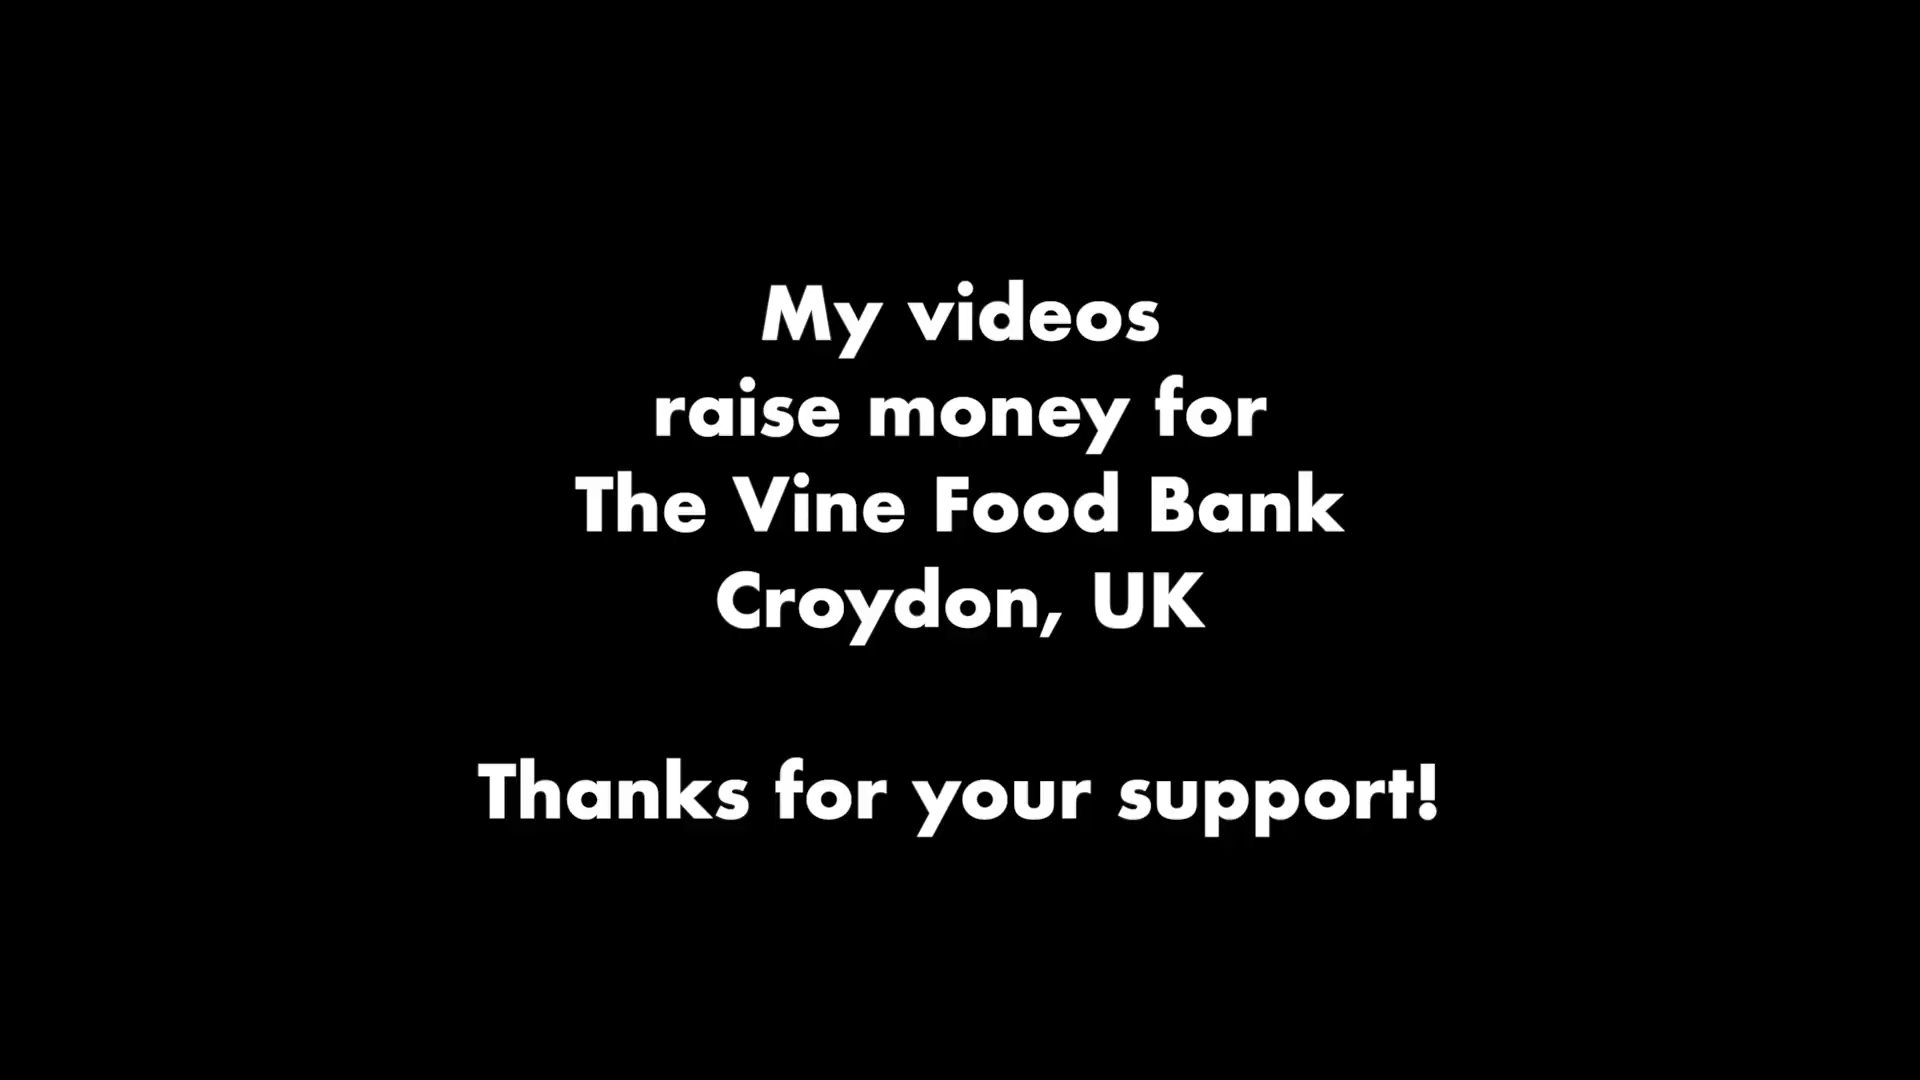 My videos
raise money for
The Vine Food Bank
Croydon, UK
Thanks for your support!